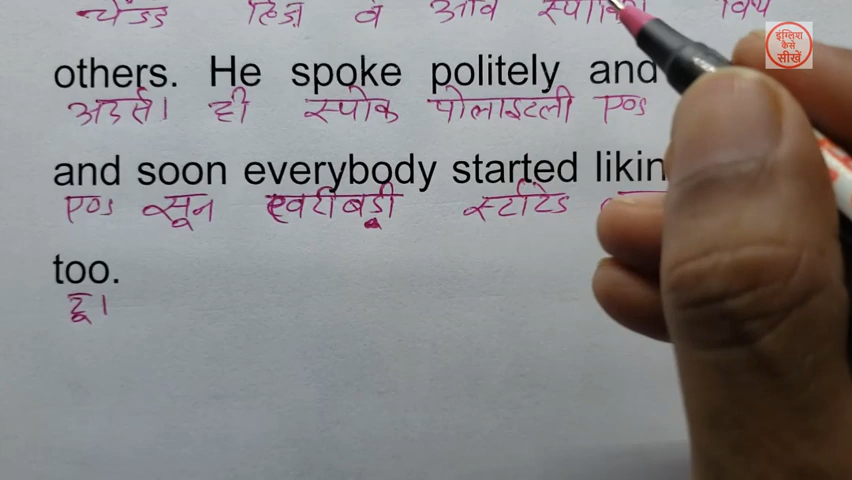 चेंज्ड हिज़ वे ऑव स्पीकिंग विथ
इंग्लिश
कैसे
सीखें
others. He spoke politely and
अदर्स। ही स्पोक पोलाइटली एण्ड
and soon everybody started likin
एण्ड सून एवरीबडी स्टार्टेड
too.
टू।